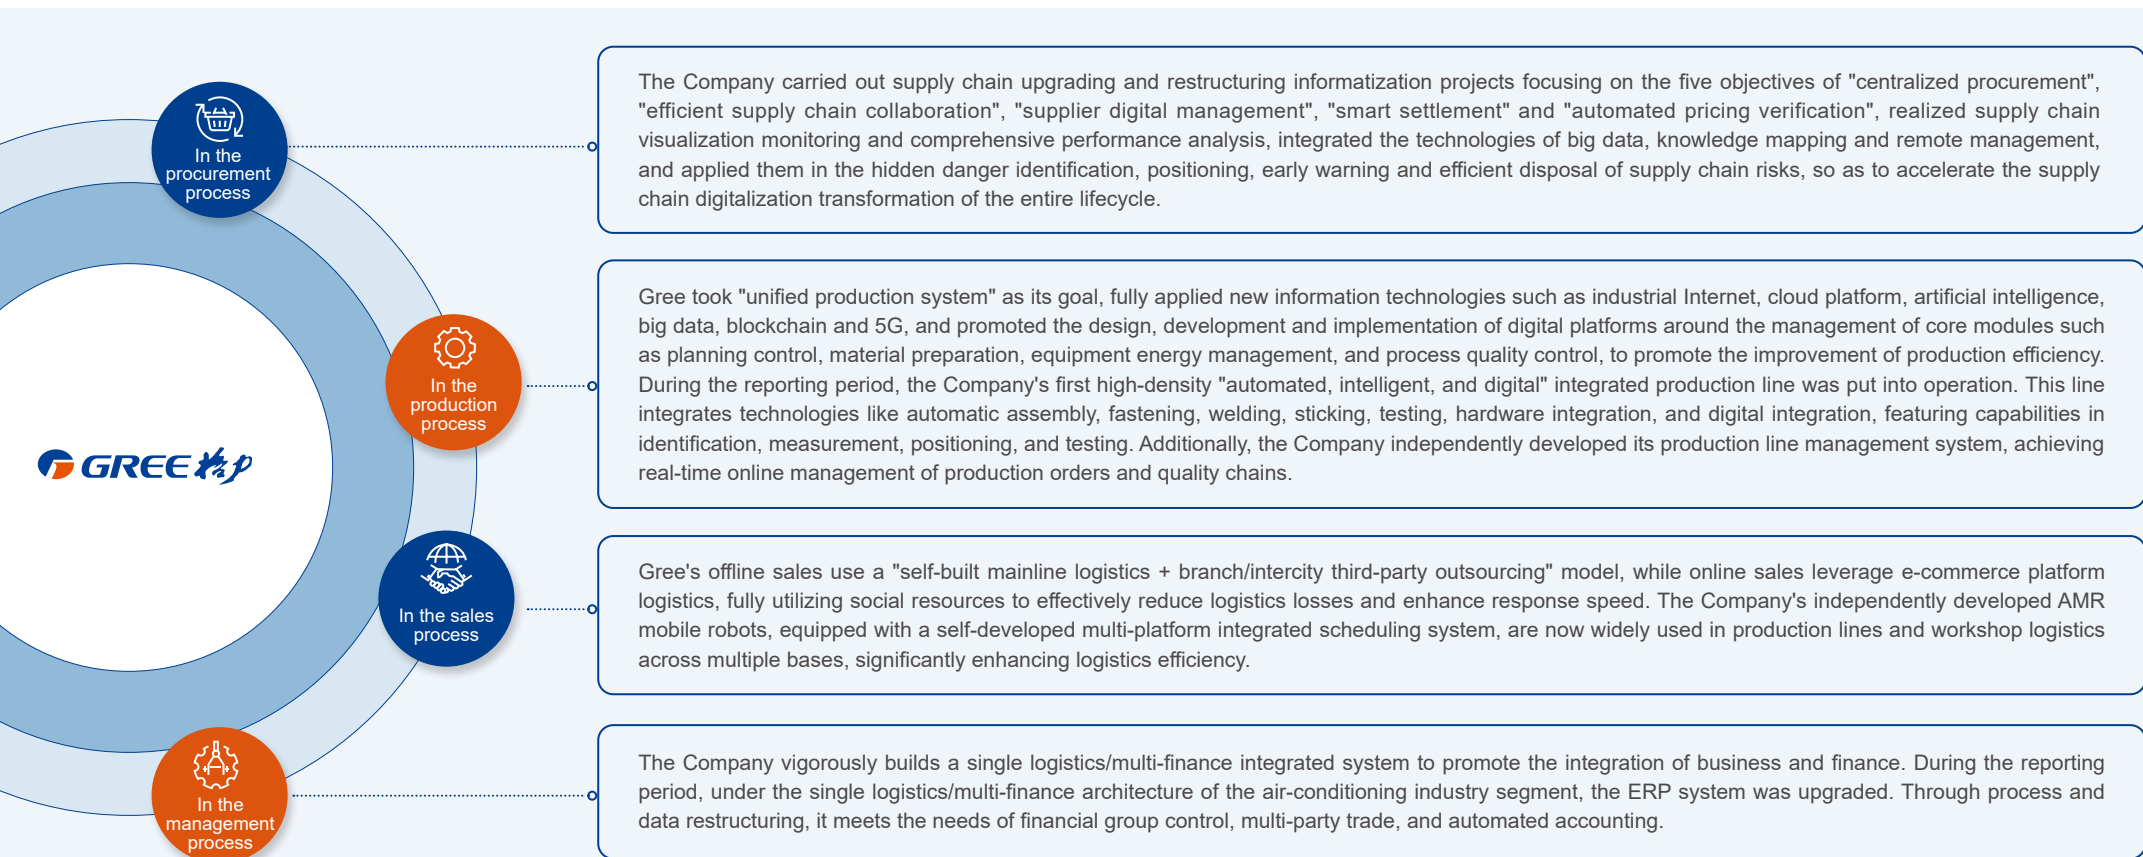 In the
procurement
process
The Company carried out supply chain upgrading and restructuring informatization projects focusing on the five objectives of "centralized procurement",
"efficient supply chain collaboration", "supplier digital management", "smart settlement" and "automated pricing verification", realized supply chain
visualization monitoring and comprehensive performance analysis, integrated the technologies of big data, knowledge mapping and remote management,
and applied them in the hidden danger identification, positioning, early warning and efficient disposal of supply chain risks, so as to accelerate the supply
chain digitalization transformation of the entire lifecycle.
In the
production
process
Gree took "unified production system" as its goal, fully applied new information technologies such as industrial Internet, cloud platform, artificial intelligence,
big data, blockchain and 5G, and promoted the design, development and implementation of digital platforms around the management of core modules such
as planning control, material preparation, equipment energy management, and process quality control, to promote the improvement of production efficiency.
During the reporting period, the Company's first high-density "automated, intelligent, and digital" integrated production line was put into operation. This line
integrates technologies like automatic assembly, fastening, welding, sticking, testing, hardware integration, and digital integration, featuring capabilities in
identification, measurement, positioning, and testing. Additionally, the Company independently developed its production line management system, achieving
real-time online management of production orders and quality chains.
GREE格力
In the sales
process
Gree's offline sales use a "self-built mainline logistics + branch/intercity third-party outsourcing" model, while online sales leverage e-commerce platform
logistics, fully utilizing social resources to effectively reduce logistics losses and enhance response speed. The Company's independently developed AMR
mobile robots, equipped with a self-developed multi-platform integrated scheduling system, are now widely used in production lines and workshop logistics
across multiple bases, significantly enhancing logistics efficiency.
In the
management
process
The Company vigorously builds a single logistics/multi-finance integrated system to promote the integration of business and finance. During the reporting
period, under the single logistics/multi-finance architecture of the air-conditioning industry segment, the ERP system was upgraded. Through process and
data restructuring, it meets the needs of financial group control, multi-party trade, and automated accounting.